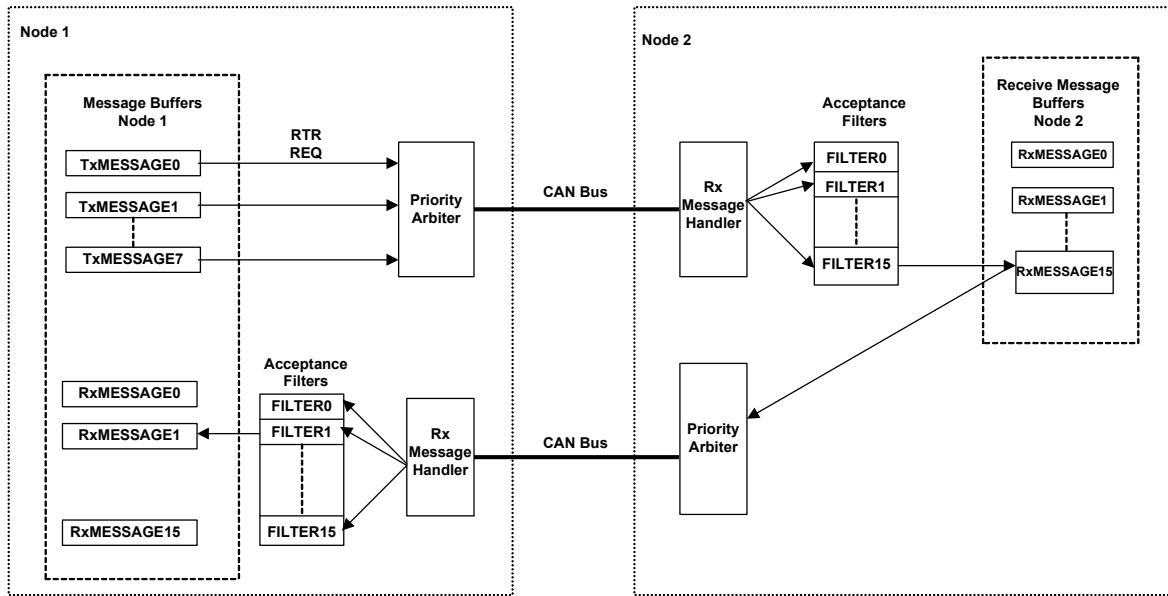 Node 1
Message Buffers
Node 1
TxMESSAGE0
TxMESSAGE1
TxMESSAGE7
RTR
REQ
Priority
Arbiter
CAN Bus
RxMESSAGE0
RxMESSAGE1
RxMESSAGE15
Acceptance
Filters
FILTER0
FILTER1
FILTER15
Rx
Message
Handler
CAN Bus
Node 2
Rx
Message
Handler
Acceptance
Filters
FILTER0
FILTER1
FILTER15
Receive Message
Buffers
Node 2
RxMESSAGE0
RxMESSAGE1
RxMESSAGE15
Priority
Arbiter